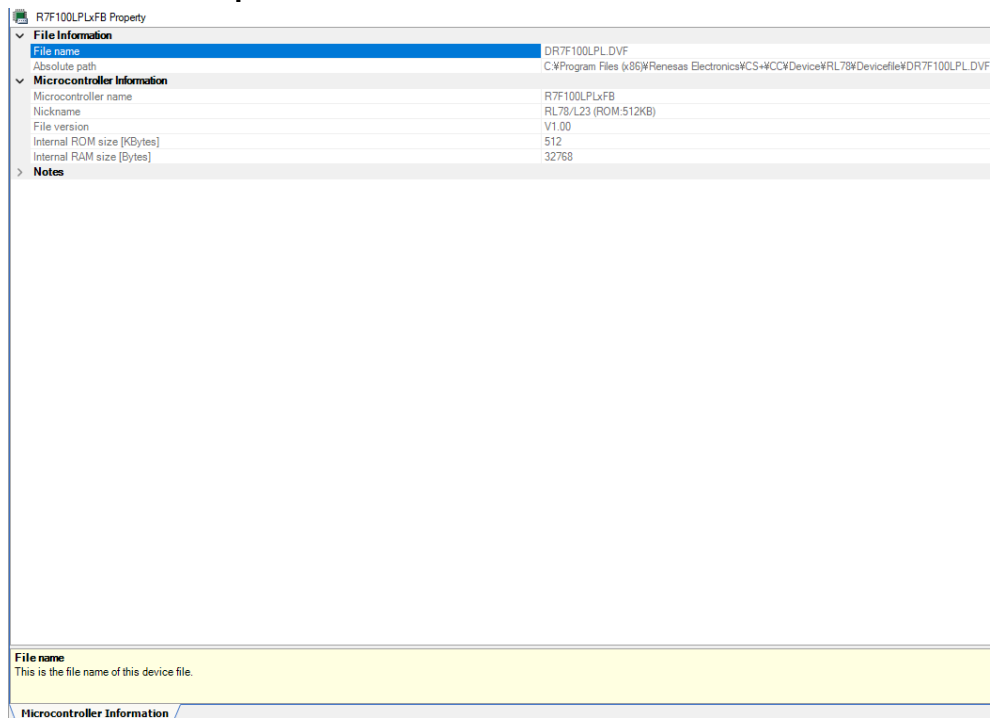 R7F100LPLxFB Property
File Information
File name DR7F100LPL.DVF
Absolute path C:¥Program Files (x86)¥Renesas Electronics¥CS+¥CC¥Device¥RL78¥Devicefile¥DR7F100LPL.DVF
Microcontroller Information
Microcontroller name R7F100LPLxFB
Nickname RL78/L23 (ROM:512KB)
File version V1.00
Internal ROM size [KBytes] 512
Internal RAM size [Bytes] 32768
Notes
File name
This is the file name of this device file.
Microcontroller Information